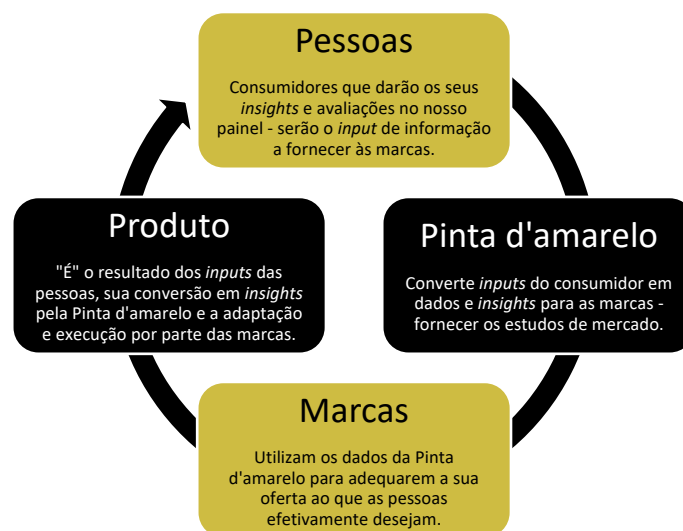 Pessoas
Consumidores que darão os seus
insights e avaliações no nosso
painel - serão o input de informação
a fornecer às marcas.
Pinta d'amarelo
Converte inputs do consumidor em
dados e insights para as marcas -
fornecer os estudos de mercado.
Marcas
Utilizam os dados da Pinta
d'amarelo para adequarem a sua
oferta ao que as pessoas
efetivamente desejam.
Produto
"É" o resultado dos inputs das
pessoas, sua conversão em insights
pela Pinta d'amarelo e a adaptação
e execução por parte das marcas.